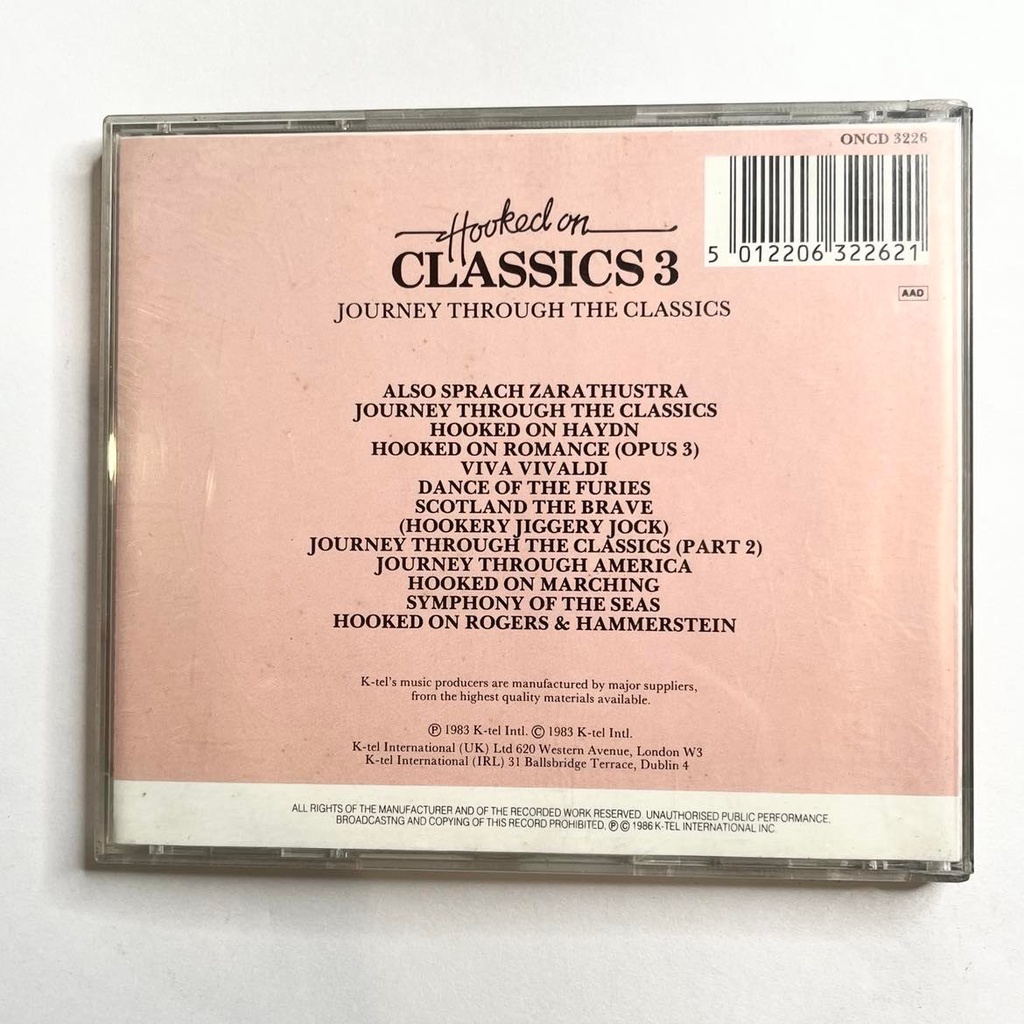 ONCD 3226
5 012206 322621
AAD
Hooked on
CLASSICS 3
JOURNEY THROUGH THE CLASSICS
ALSO SPRACH ZARATHUSTRA
JOURNEY THROUGH THE CLASSICS
HOOKED ON HAYDN
HOOKED ON ROMANCE (OPUS 3)
VIVA VIVALDI
DANCE OF THE FURIES
SCOTLAND THE BRAVE
(HOOKERY JIGGERY JOCK)
JOURNEY THROUGH THE CLASSICS (PART 2)
JOURNEY THROUGH AMERICA
HOOKED ON MARCHING
SYMPHONY OF THE SEAS
HOOKED ON ROGERS & HAMMERSTEIN
K-tel's music producers are manufactured by major suppliers,
from the highest quality materials available.
Ⓟ 1983 K-tel Intl. © 1983 K-tel Intl.
K-tel International (UK) Ltd 620 Western Avenue, London W3
K-tel International (IRL) 31 Ballsbridge Terrace, Dublin 4
ALL RIGHTS OF THE MANUFACTURER AND OF THE RECORDED WORK RESERVED. UNAUTHORISED PUBLIC PERFORMANCE,
BROADCASTNG AND COPYING OF THIS RECORD PROHIBITED, Ⓟ © 1986 K-TEL INTERNATIONAL INC.